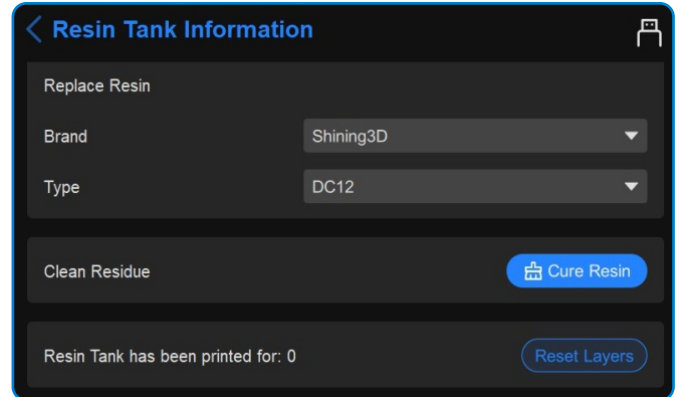 Resin Tank Information
Replace Resin
Brand Shining3D
Type DC12
Clean Residue Cure Resin
Resin Tank has been printed for: 0 Reset Layers